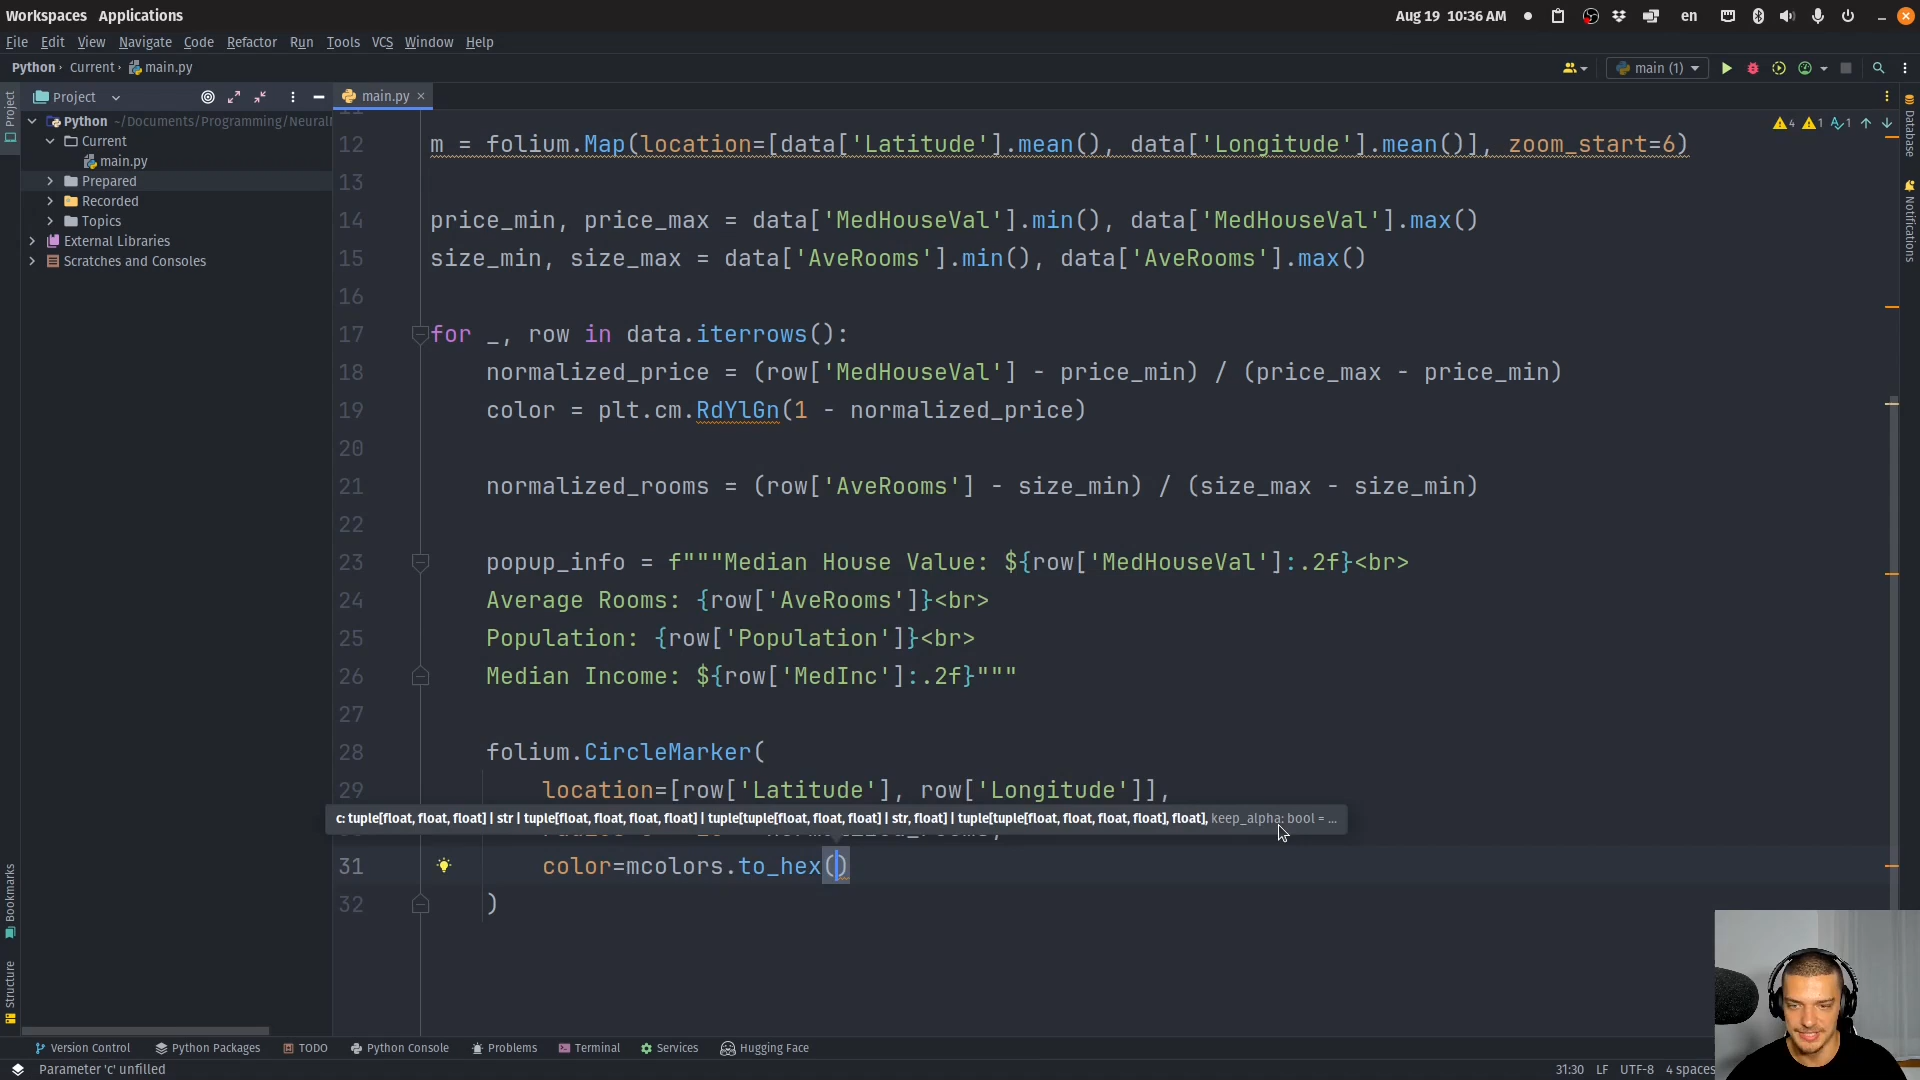 Workspaces Applications
Aug 19 10:36 AM
en
File Edit View Navigate Code Refactor Run Tools VCS Window Help
Python Current main.py
main (1)
Project
main.py
Python ~/Documents/Programming/Neural
Current
main.py
Prepared
Recorded
Topics
External Libraries
Scratches and Consoles
Project
Bookmarks
Structure
Database
Notifications
4 1 1
12 m = folium.Map(location=[data['Latitude'].mean(), data['Longitude'].mean()], zoom_start=6)
13
14 price_min, price_max = data['MedHouseVal'].min(), data['MedHouseVal'].max()
15 size_min, size_max = data['AveRooms'].min(), data['AveRooms'].max()
16
17 for _, row in data.iterrows():
18 normalized_price = (row['MedHouseVal'] - price_min) / (price_max - price_min)
19 color = plt.cm.RdYlGn(1 - normalized_price)
20
21 normalized_rooms = (row['AveRooms'] - size_min) / (size_max - size_min)
22
23 popup_info = f"""Median House Value: ${row['MedHouseVal']:.2f}<br>
24 Average Rooms: {row['AveRooms']}<br>
25 Population: {row['Population']}<br>
26 Median Income: ${row['MedInc']:.2f}"""
27
28 folium.CircleMarker(
29 location=[row['Latitude'], row['Longitude']],
c: tuple[float, float, float] | str | tuple[float, float, float, float] | tuple[tuple[float, float, float] | str, float] | tuple[tuple[float, float, float, float], float], keep_alpha: bool = ...
31 color=mcolors.to_hex()
32 )
Version Control Python Packages TODO Python Console Problems Terminal Services Hugging Face
Parameter 'c' unfilled
31:30 LF UTF-8 4 spaces